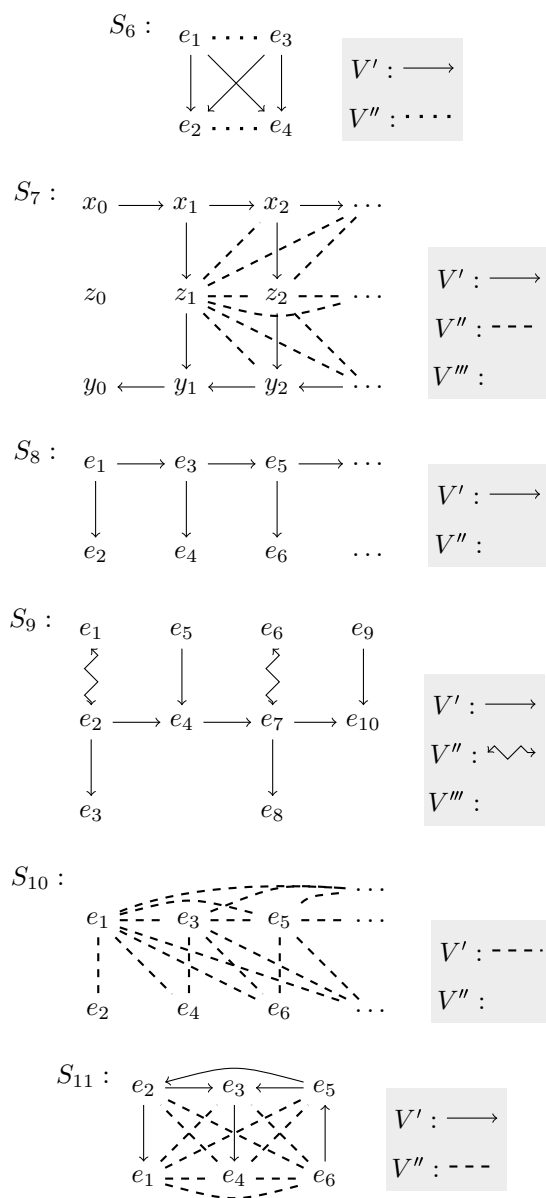 S₆ :
e₁ e₃
e₂ e₄
V′ :
V″ :
S₇ :
x₀ x₁ x₂ ⋯
z₀ z₁ z₂ ⋯
y₀ y₁ y₂ ⋯
V′ :
V″ :
V‴ :
S₈ :
e₁ e₃ e₅ ⋯
e₂ e₄ e₆ ⋯
V′ :
V″ :
S₉ :
e₁ e₅ e₆ e₉
e₂ e₄ e₇ e₁₀
e₃ e₈
V′ :
V″ :
V‴ :
S₁₀ :
⋯
e₁ e₃ e₅ ⋯
e₂ e₄ e₆ ⋯
V′ :
V″ :
S₁₁ :
e₂ e₃ e₅
e₁ e₄ e₆
V′ :
V″ :